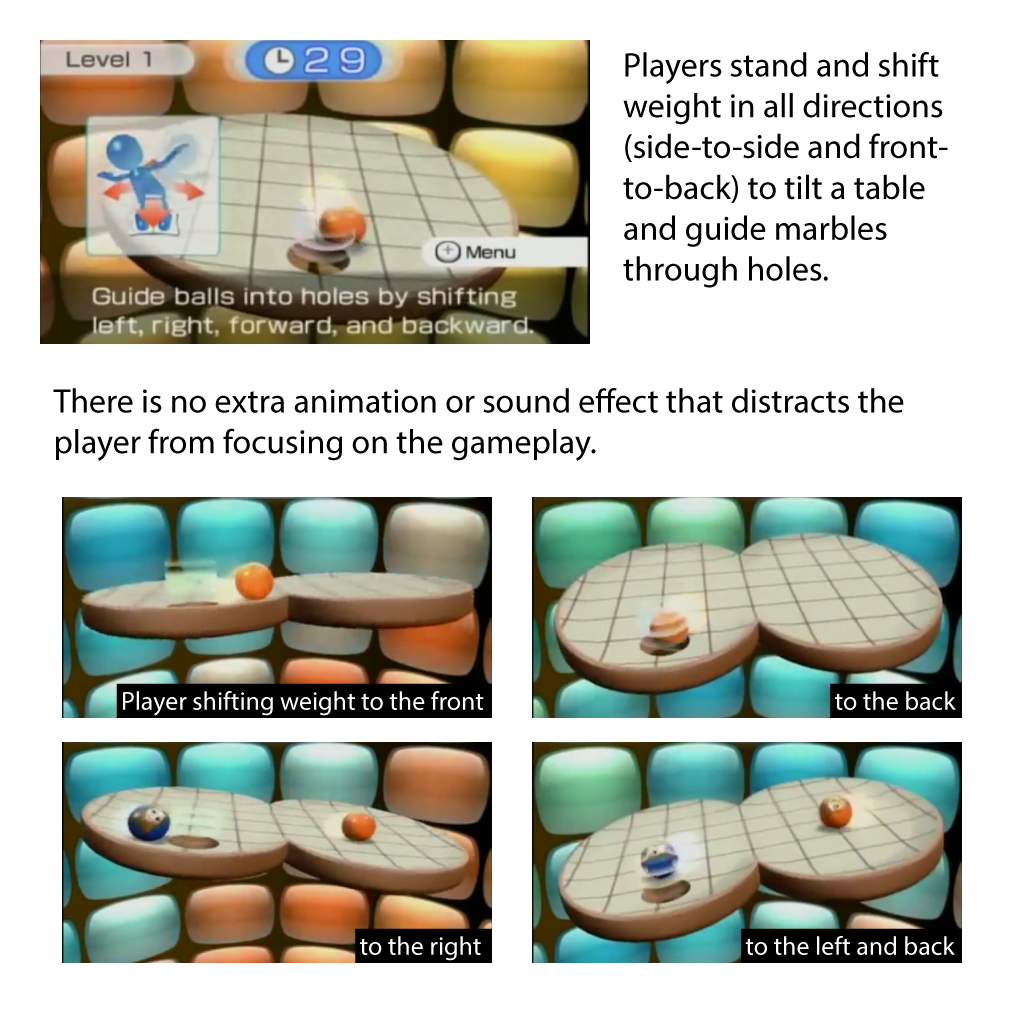 Level 1
29
Players stand and shift
weight in all directions
(side-to-side and front-
to-back) to tilt a table
and guide marbles
through holes.
Menu
Guide balls into holes by shifting
left, right, forward, and backward.
There is no extra animation or sound effect that distracts the
player from focusing on the gameplay.
Player shifting weight to the front
to the back
to the right
to the left and back